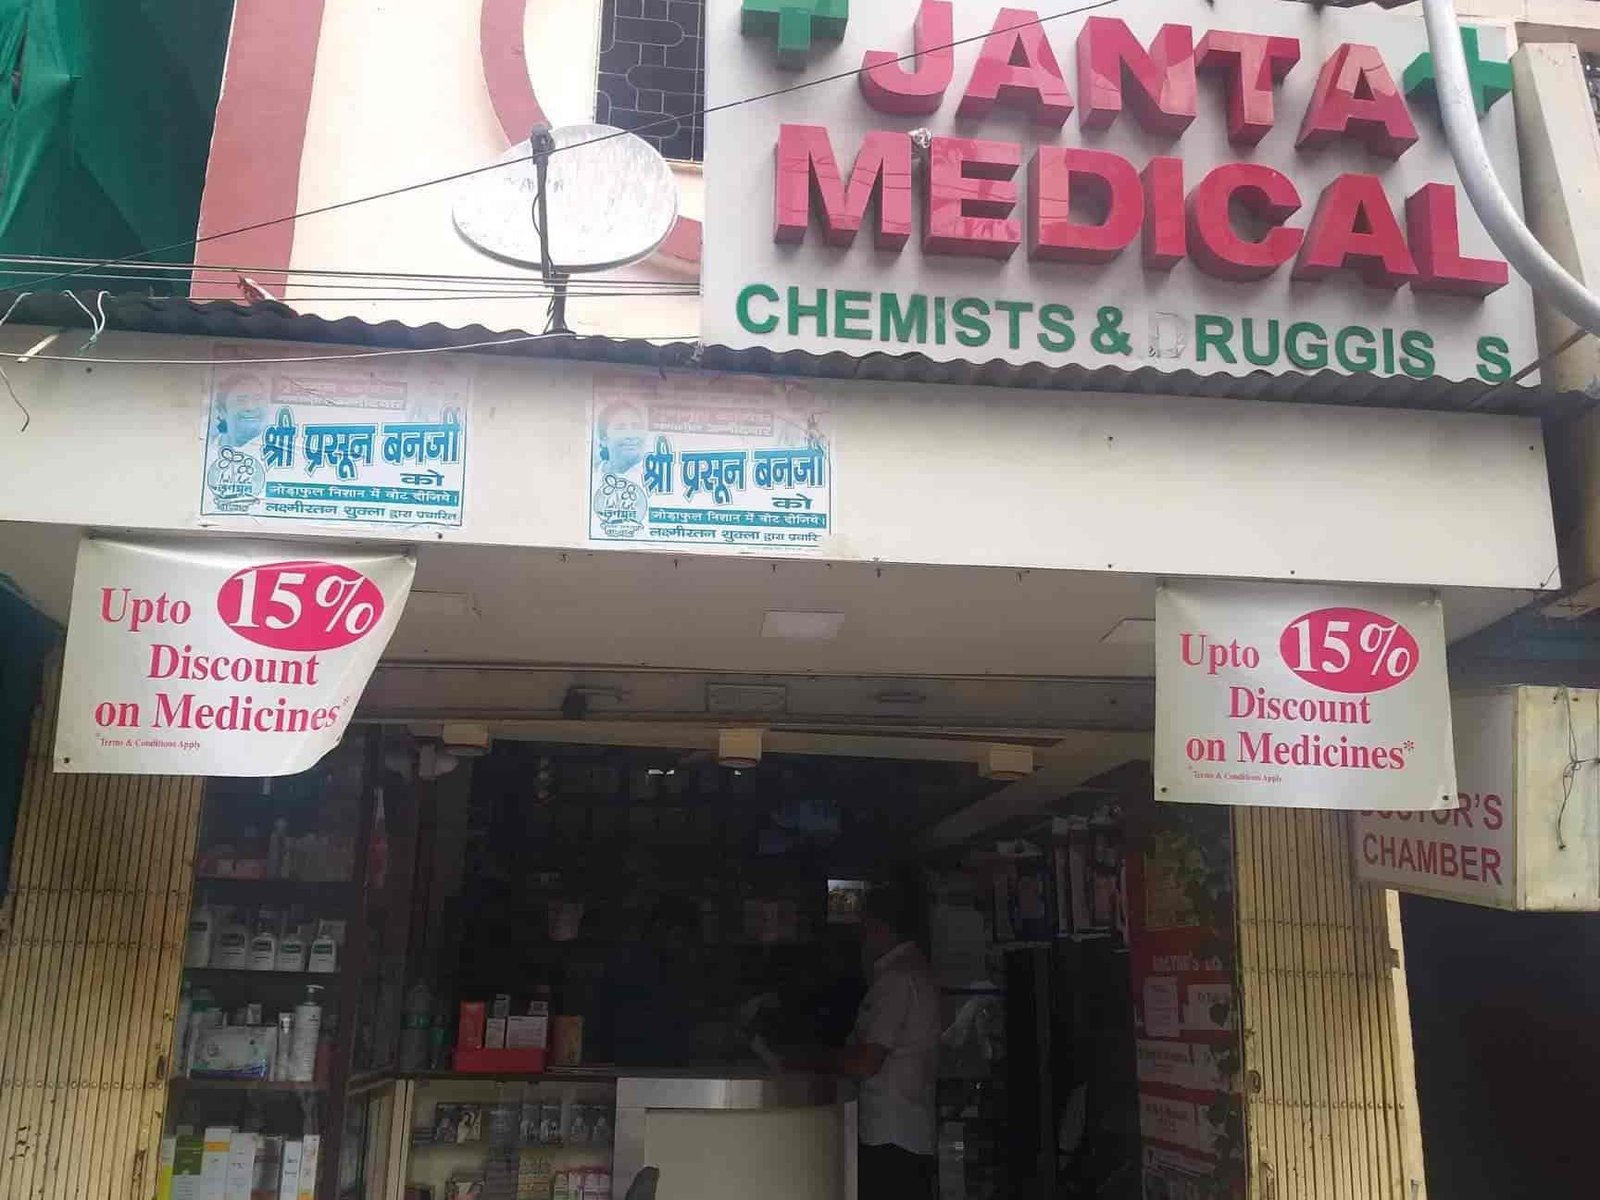 JANTA
MEDICAL
CHEMISTS & DRUGGIS S
श्री प्रसून बनर्जी
को
जोड़ाफुल निशान में वोट दीजिये।
लक्ष्मीरतन शुक्ला द्वारा प्रचारित
श्री प्रसून बनर्जी
को
जोड़ाफुल निशान में वोट दीजिये।
लक्ष्मीरतन शुक्ला द्वारा प्रचारि
Upto 15%
Discount
on Medicines*
*Terms & Conditions Apply
Upto 15%
Discount
on Medicines*
*Terms & Conditions Apply
DOCTOR'S
CHAMBER